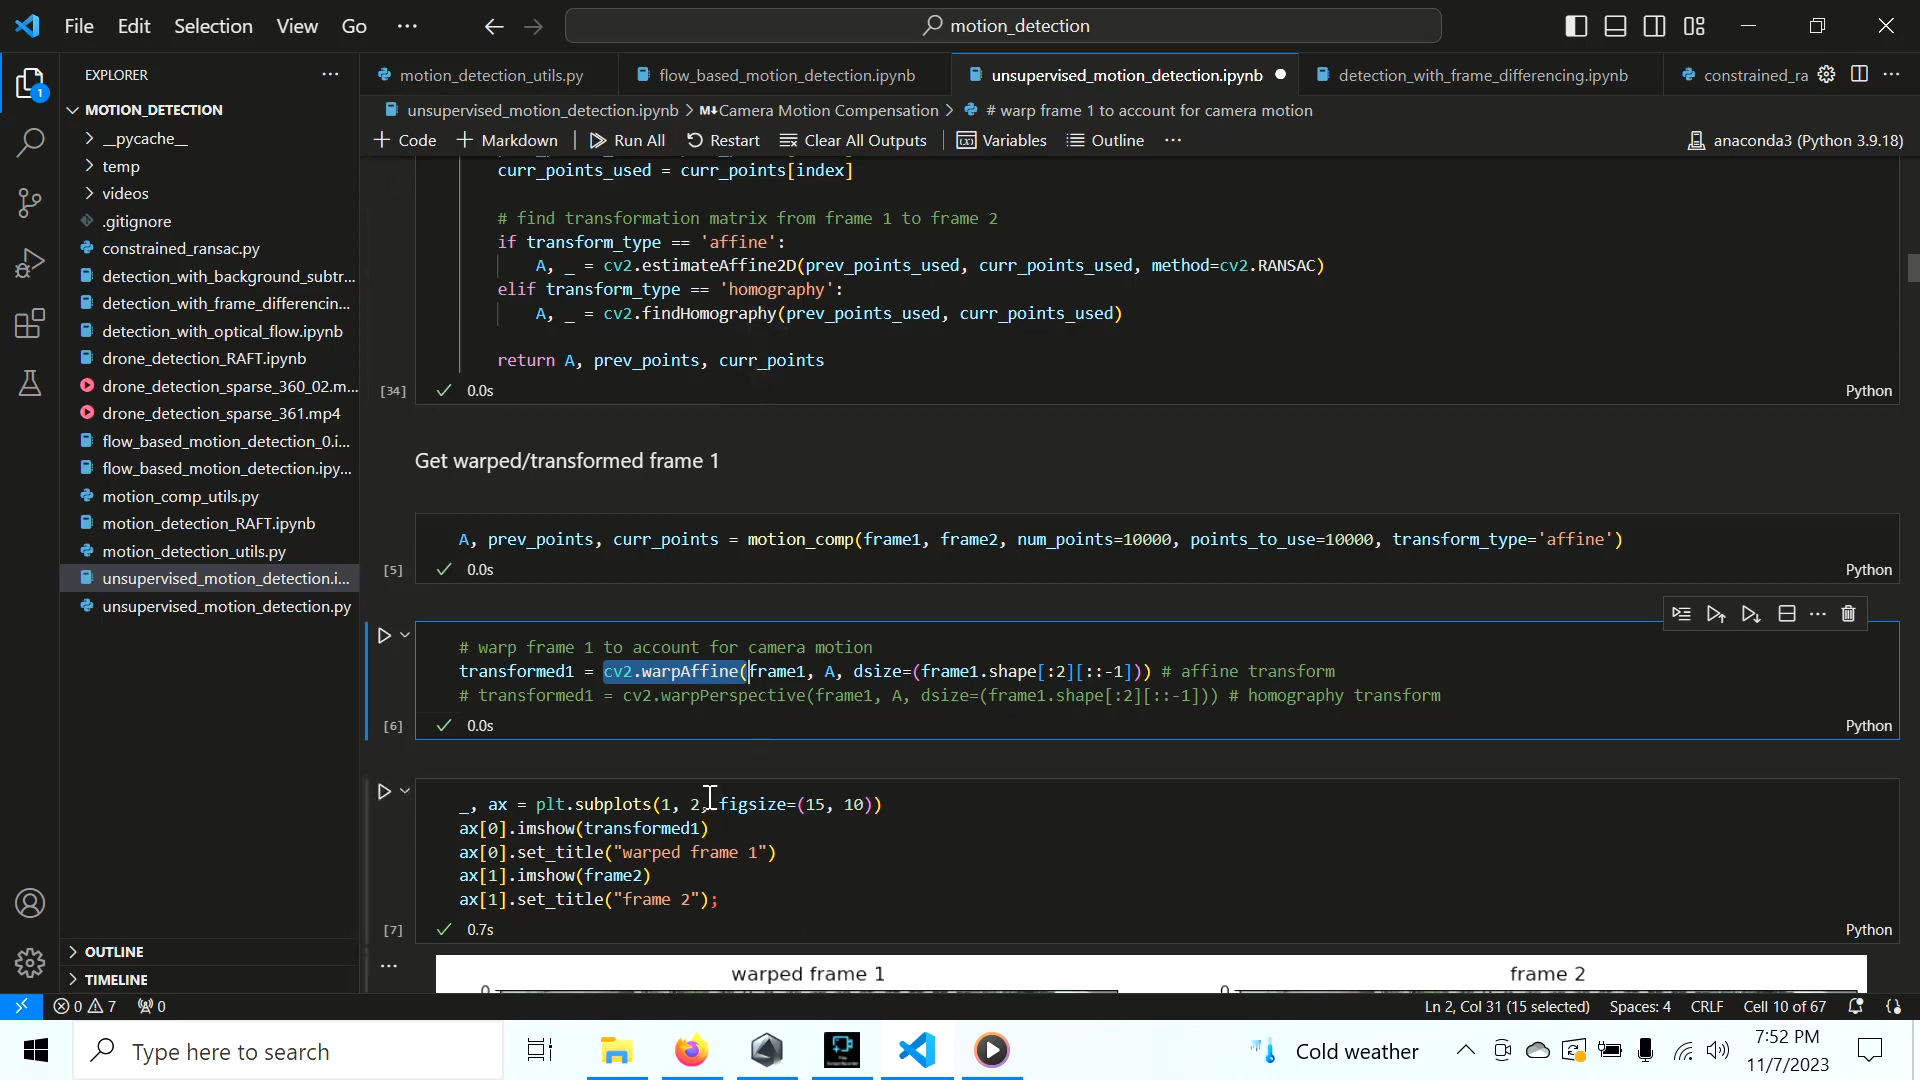 File Edit Selection View Go ···
motion_detection
EXPLORER ···
motion_detection_utils.py
flow_based_motion_detection.ipynb
unsupervised_motion_detection.ipynb
detection_with_frame_differencing.ipynb
constrained_ra
···
unsupervised_motion_detection.ipynb > M↓Camera Motion Compensation > # warp frame 1 to account for camera motion
+ Code + Markdown | Run All Restart Clear All Outputs | Variables Outline ···
anaconda3 (Python 3.9.18)
1
MOTION_DETECTION
__pycache__
temp
videos
.gitignore
constrained_ransac.py
detection_with_background_subtr...
detection_with_frame_differencin...
detection_with_optical_flow.ipynb
drone_detection_RAFT.ipynb
drone_detection_sparse_360_02.m...
drone_detection_sparse_361.mp4
flow_based_motion_detection_0.i...
flow_based_motion_detection.ipy...
motion_comp_utils.py
motion_detection_RAFT.ipynb
motion_detection_utils.py
unsupervised_motion_detection.i...
unsupervised_motion_detection.py
OUTLINE
TIMELINE
curr_points_used = curr_points[index]
# find transformation matrix from frame 1 to frame 2
if transform_type == 'affine':
A, _ = cv2.estimateAffine2D(prev_points_used, curr_points_used, method=cv2.RANSAC)
elif transform_type == 'homography':
A, _ = cv2.findHomography(prev_points_used, curr_points_used)
return A, prev_points, curr_points
[34] ✓ 0.0s Python
Get warped/transformed frame 1
A, prev_points, curr_points = motion_comp(frame1, frame2, num_points=10000, points_to_use=10000, transform_type='affine')
[5] ✓ 0.0s Python
# warp frame 1 to account for camera motion
transformed1 = cv2.warpAffine(frame1, A, dsize=(frame1.shape[:2][::-1])) # affine transform
# transformed1 = cv2.warpPerspective(frame1, A, dsize=(frame1.shape[:2][::-1])) # homography transform
[6] ✓ 0.0s Python
_, ax = plt.subplots(1, 2, figsize=(15, 10))
ax[0].imshow(transformed1)
ax[0].set_title("warped frame 1")
ax[1].imshow(frame2)
ax[1].set_title("frame 2");
[7] ✓ 0.7s Python
···
warped frame 1 frame 2
0 0
0 7 0
Ln 2, Col 31 (15 selected) Spaces: 4 CRLF Cell 10 of 67
Type here to search
Cold weather
7:52 PM
11/7/2023